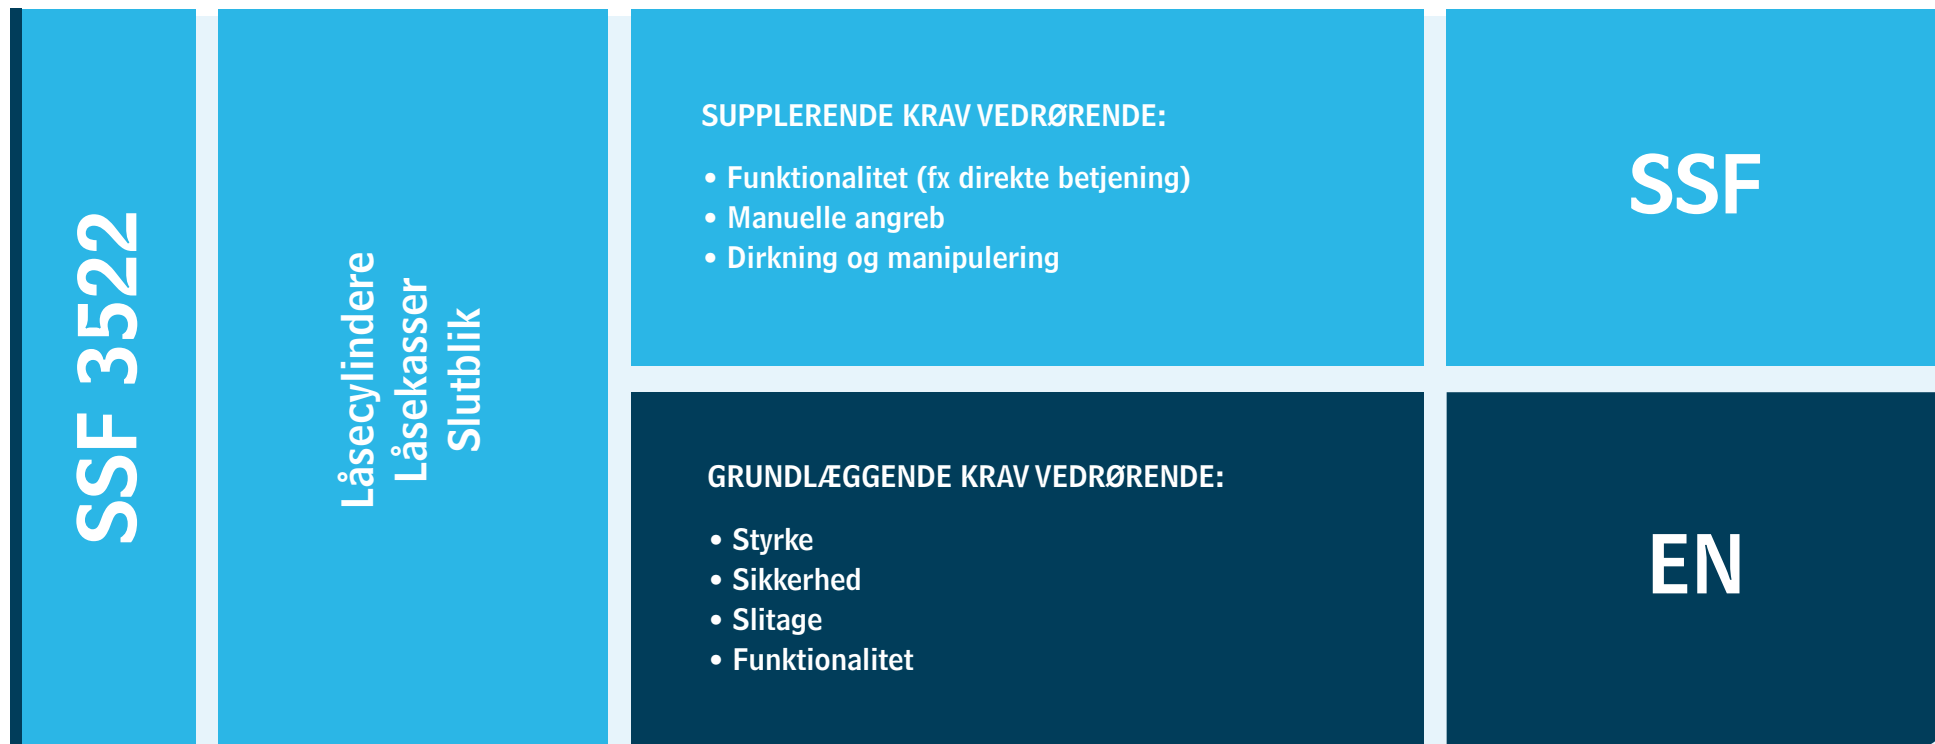 SSF 3522
Låsecylindere
Låsekasser
Slutblik
SUPPLERENDE KRAV VEDRØRENDE:
• Funktionalitet (fx direkte betjening)
• Manuelle angreb
• Dirkning og manipulering
SSF
GRUNDLÆGGENDE KRAV VEDRØRENDE:
• Styrke
• Sikkerhed
• Slitage
• Funktionalitet
EN